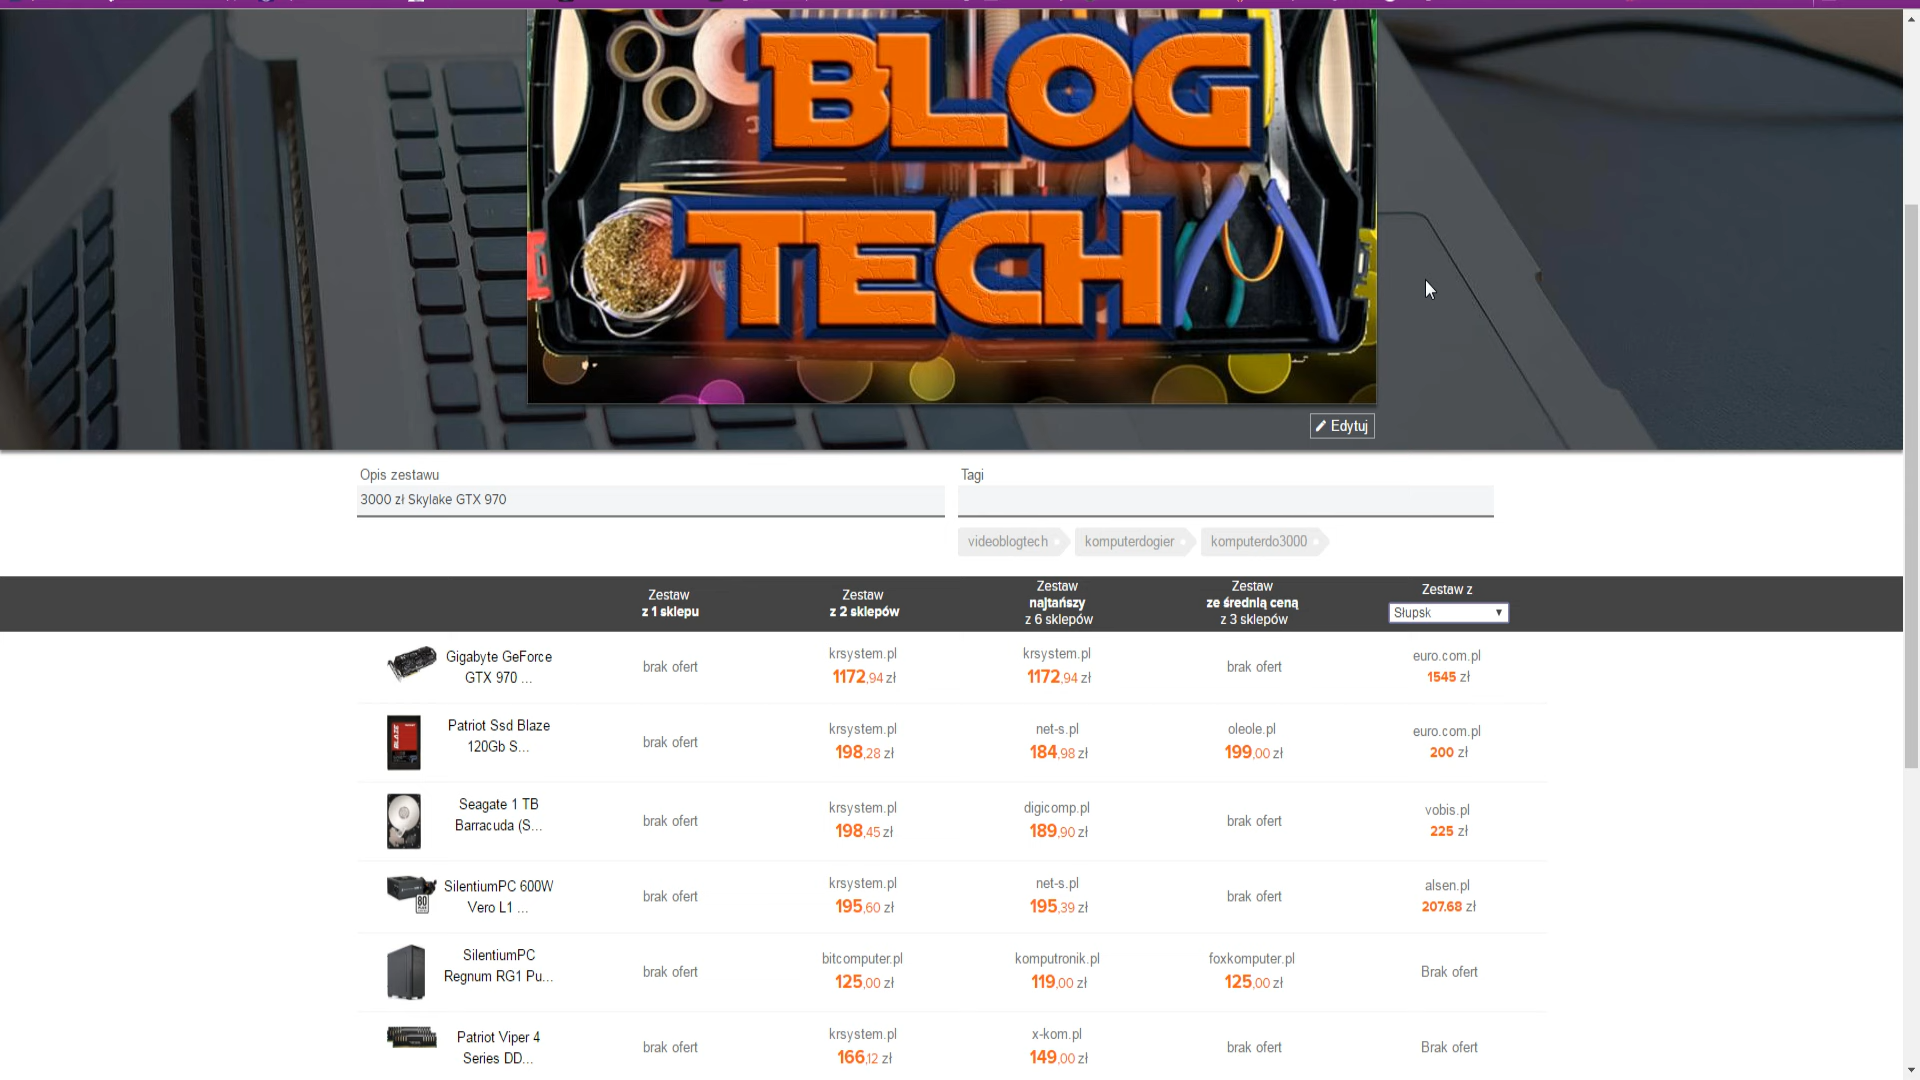 BLOG
TECH
Edytuj
Opis zestawu
3000 zł Skylake GTX 970
Tagi
videoblogtech
komputerdogier
komputerdo3000
Zestaw
z 1 sklepu
Zestaw
z 2 sklepów
Zestaw
najtańszy
z 6 sklepów
Zestaw
ze średnią ceną
z 3 sklepów
Zestaw z
Słupsk
Gigabyte GeForce
GTX 970 ...
brak ofert
krsystem.pl
1172,94 zł
krsystem.pl
1172,94 zł
brak ofert
euro.com.pl
1545 zł
Patriot Ssd Blaze
120Gb S...
brak ofert
krsystem.pl
198,28 zł
net-s.pl
184,98 zł
oleole.pl
199,00 zł
euro.com.pl
200 zł
Seagate 1 TB
Barracuda (S...
brak ofert
krsystem.pl
198,45 zł
digicomp.pl
189,90 zł
brak ofert
vobis.pl
225 zł
SilentiumPC 600W
Vero L1 ...
brak ofert
krsystem.pl
195,60 zł
net-s.pl
195,39 zł
brak ofert
alsen.pl
207.68 zł
SilentiumPC
Regnum RG1 Pu...
brak ofert
bitcomputer.pl
125,00 zł
komputronik.pl
119,00 zł
foxkomputer.pl
125,00 zł
Brak ofert
Patriot Viper 4
Series DD...
brak ofert
krsystem.pl
166,12 zł
x-kom.pl
149,00 zł
brak ofert
Brak ofert